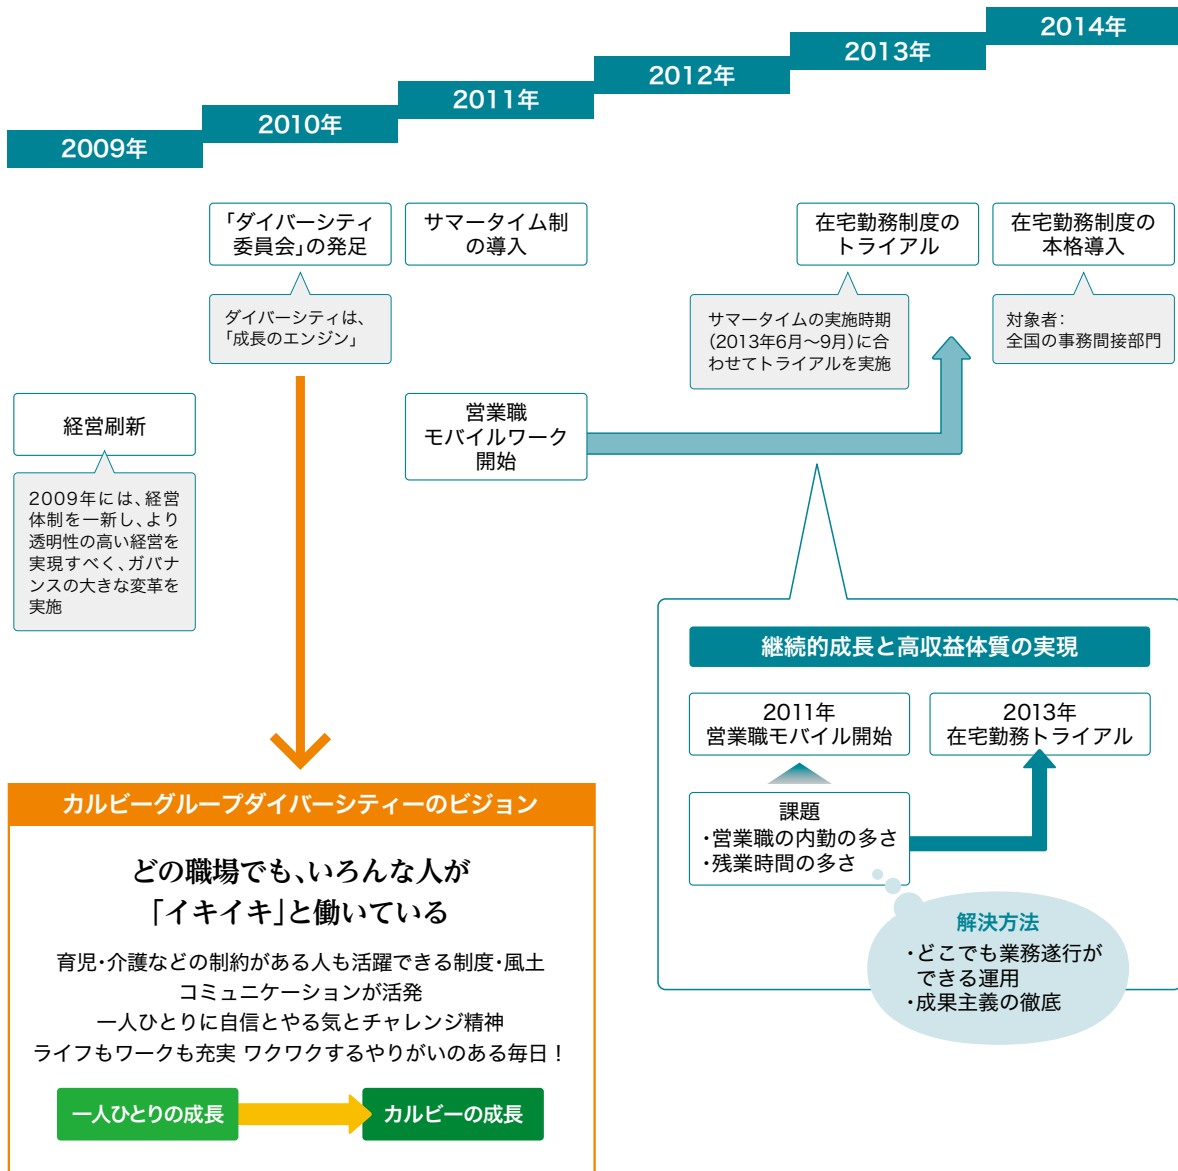 2009年
2010年
2011年
2012年
2013年
2014年
「ダイバーシティ
委員会」の発足
ダイバーシティは、
「成長のエンジン」
サマータイム制
の導入
在宅勤務制度の
トライアル
サマータイムの実施時期
（2013年6月～9月）に合
わせてトライアルを実施
在宅勤務制度の
本格導入
対象者：
全国の事務間接部門
経営刷新
2009年には、経営
体制を一新し、より
透明性の高い経営を
実現すべく、ガバナ
ンスの大きな変革を
実施
営業職
モバイルワーク
開始
継続的成長と高収益体質の実現
2011年
営業職モバイル開始
2013年
在宅勤務トライアル
課題
・営業職の内勤の多さ
・残業時間の多さ
解決方法
・どこでも業務遂行が
できる運用
・成果主義の徹底
カルビーグループダイバーシティーのビジョン
どの職場でも、いろんな人が
「イキイキ」と働いている
育児・介護などの制約がある人も活躍できる制度・風土
コミュニケーションが活発
一人ひとりに自信とやる気とチャレンジ精神
ライフもワークも充実 ワクワクするやりがいのある毎日！
一人ひとりの成長
カルビーの成長